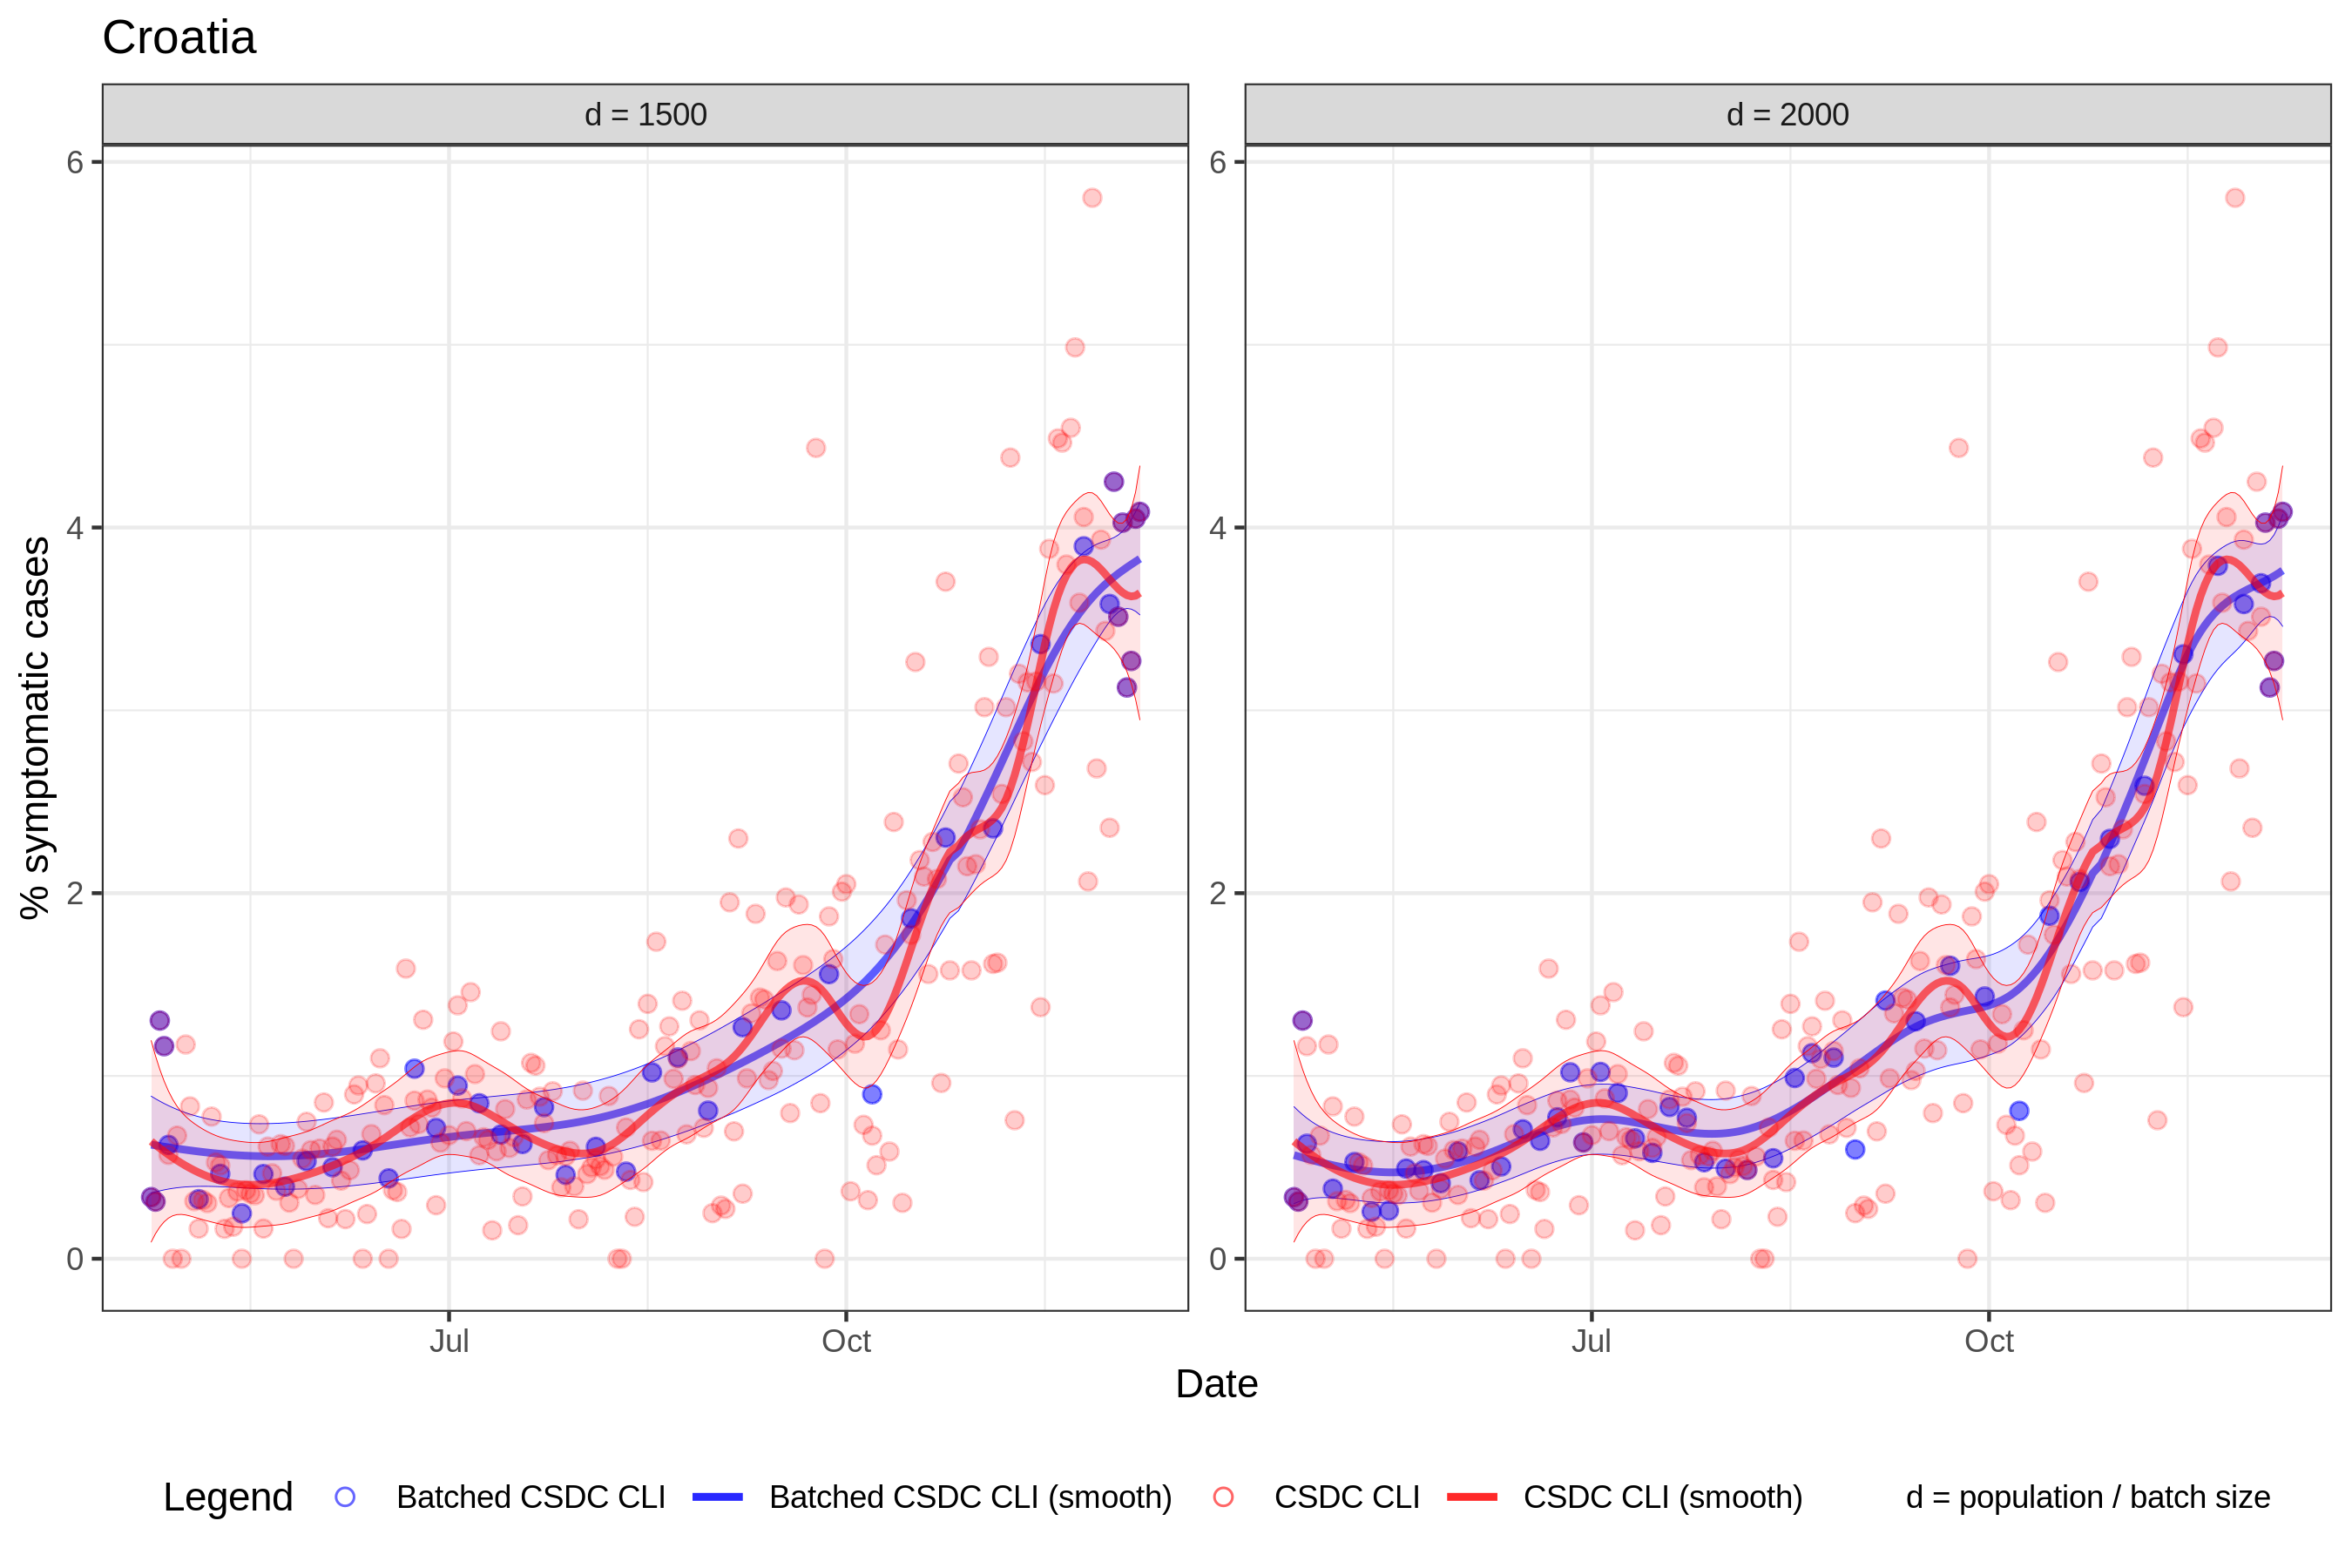 Croatia
d = 1500
d = 2000
% symptomatic cases
6
4
2
0
6
4
2
0
Jul
Oct
Jul
Oct
Date
Legend
Batched CSDC CLI
Batched CSDC CLI (smooth)
CSDC CLI
CSDC CLI (smooth)
d = population / batch size